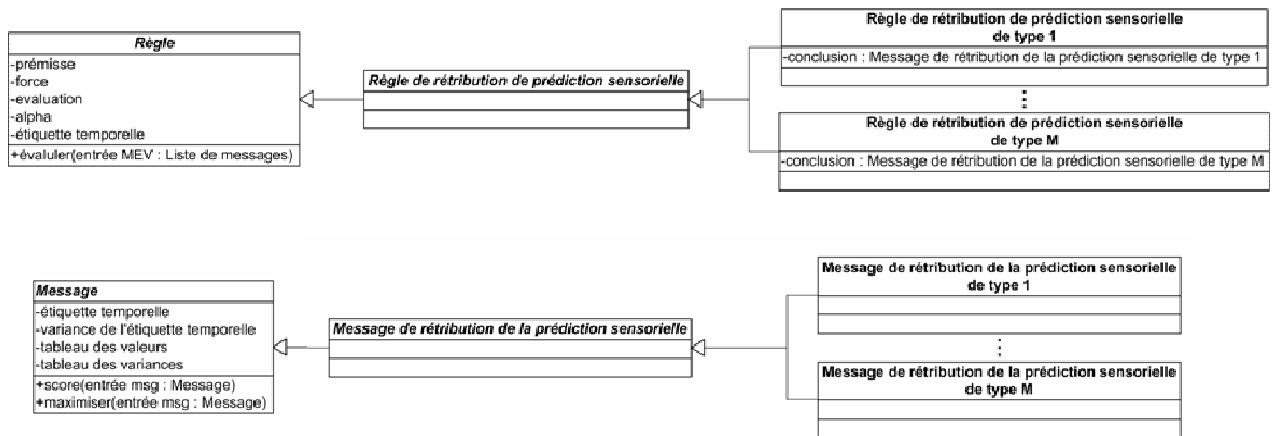 Règle
-prémisse
-force
-evaluation
-alpha
-étiquette temporelle
+évaluler(entrée MEV : Liste de messages)
Règle de rétribution de prédiction sensorielle
Règle de rétribution de prédiction sensorielle
de type 1
-conclusion : Message de rétribution de la prédiction sensorielle de type 1
Règle de rétribution de prédiction sensorielle
de type M
-conclusion : Message de rétribution de la prédiction sensorielle de type M
Message
-étiquette temporelle
-variance de l'étiquette temporelle
-tableau des valeurs
-tableau des variances
+score(entrée msg : Message)
+maximiser(entrée msg : Message)
Message de rétribution de la prédiction sensorielle
Message de rétribution de la prédiction sensorielle
de type 1
Message de rétribution de la prédiction sensorielle
de type M